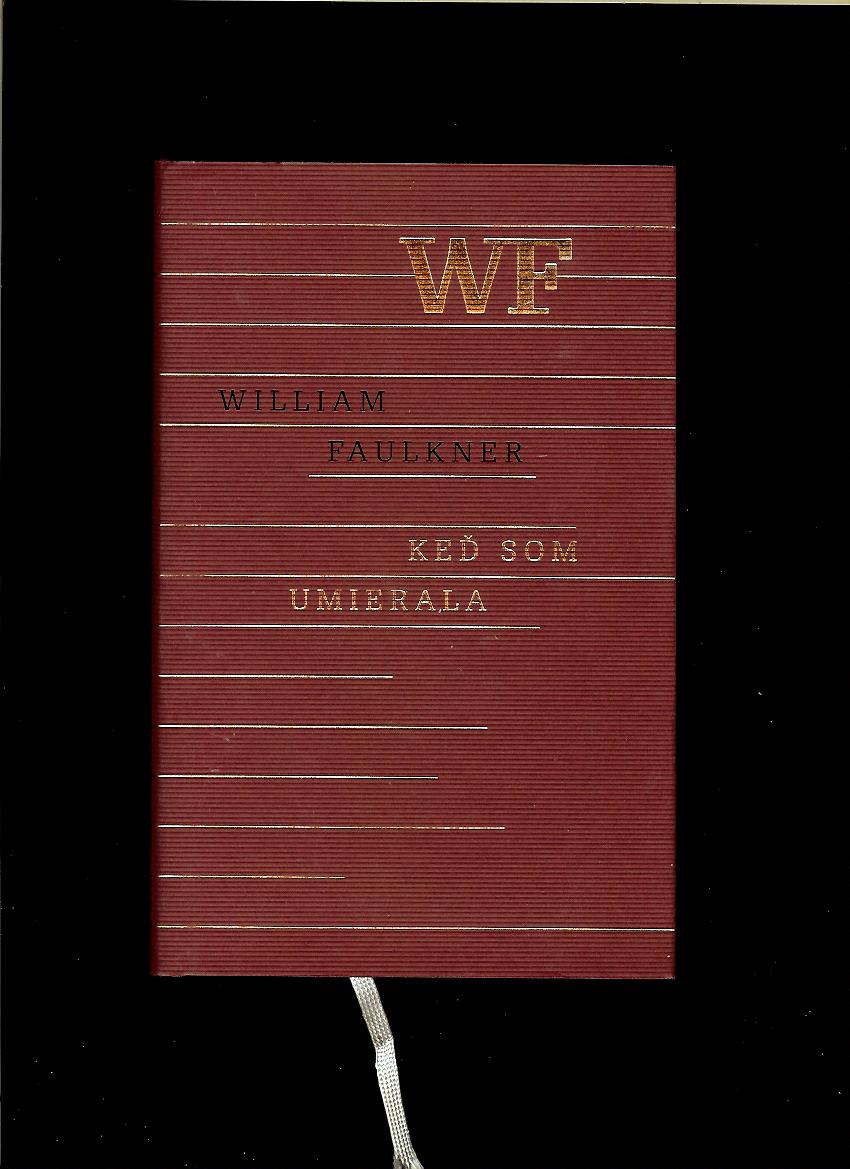 WF
WILLIAM
FAULKNER
KEĎ SOM
UMIERALA